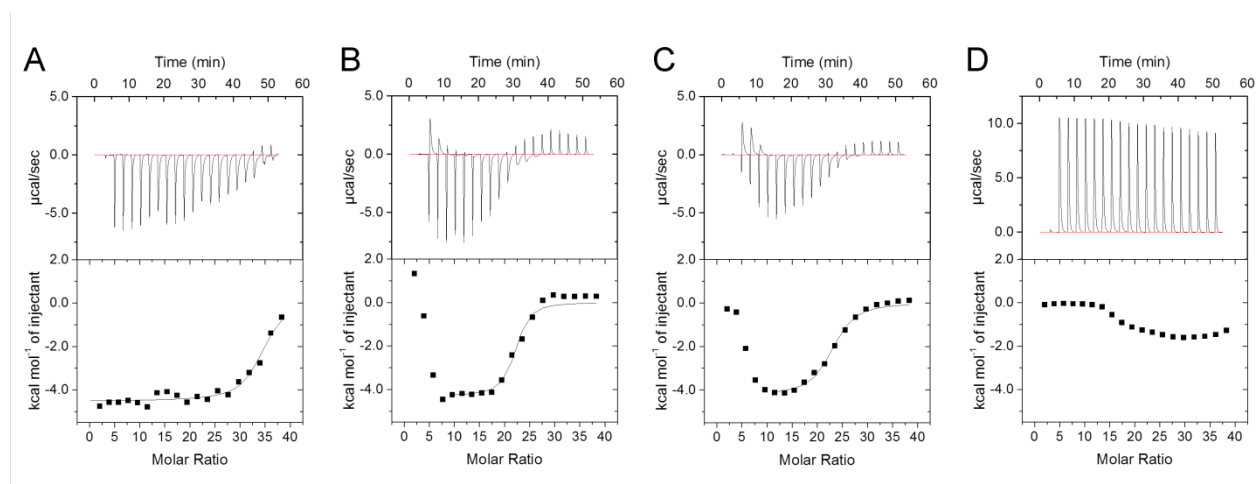 A
Time (min)
0 10 20 30 40 50 60
5.0
0.0
-5.0
µcal/sec
2.0
0.0
-2.0
-4.0
kcal mol-1 of injectant
0 5 10 15 20 25 30 35 40
Molar Ratio
B
Time (min)
0 10 20 30 40 50 60
5.0
0.0
-5.0
µcal/sec
2.0
0.0
-2.0
-4.0
kcal mol-1 of injectant
0 5 10 15 20 25 30 35 40
Molar Ratio
C
Time (min)
0 10 20 30 40 50 60
5.0
0.0
-5.0
µcal/sec
2.0
0.0
-2.0
-4.0
kcal mol-1 of injectant
0 5 10 15 20 25 30 35 40
Molar Ratio
D
Time (min)
0 10 20 30 40 50 60
10.0
5.0
0.0
µcal/sec
2.0
0.0
-2.0
-4.0
kcal mol-1 of injectant
0 5 10 15 20 25 30 35 40
Molar Ratio